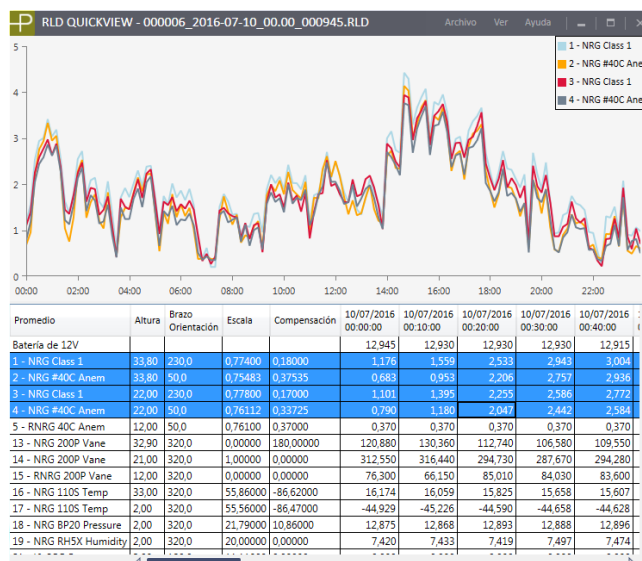 RLD QUICKVIEW - 000006_2016-07-10_00.00_000945.RLD Archivo Ver Ayuda
1 - NRG Class 1
2 - NRG #40C Anem
3 - NRG Class 1
4 - NRG #40C Anem
5
4
3
2
1
0
00:00 02:00 04:00 06:00 08:00 10:00 12:00 14:00 16:00 18:00 20:00 22:00
Promedio Altura Brazo Orientación Escala Compensación 10/07/2016 00:00:00 10/07/2016 00:10:00 10/07/2016 00:20:00 10/07/2016 00:30:00 10/07/2016 00:40:00
Batería de 12V 12,945 12,930 12,930 12,930 12,915
1 - NRG Class 1 33,80 230,0 0,77400 0,18000 1,176 1,559 2,533 2,943 3,004
2 - NRG #40C Anem 33,80 50,0 0,75483 0,37535 0,683 0,953 2,206 2,757 2,936
3 - NRG Class 1 22,00 230,0 0,77800 0,17000 1,101 1,395 2,255 2,586 2,772
4 - NRG #40C Anem 22,00 50,0 0,76112 0,33725 0,790 1,180 2,047 2,442 2,584
5 - RNRG 40C Anem 12,00 50,0 0,76100 0,37000 0,370 0,370 0,370 0,370 0,370
13 - NRG 200P Vane 32,90 320,0 0,00000 180,00000 120,880 130,360 112,740 106,580 109,550
14 - NRG 200P Vane 21,00 320,0 1,00000 0,00000 312,550 316,440 294,730 287,670 294,280
15 - RNRG 200P Vane 12,00 320,0 0,00000 0,00000 76,300 66,150 85,010 84,030 83,600
16 - NRG 110S Temp 33,00 320,0 55,86000 -86,62000 16,174 16,059 15,825 15,658 15,607
17 - NRG 110S Temp 2,00 320,0 55,56000 -86,47000 -44,929 -45,226 -44,590 -44,658 -44,628
18 - NRG BP20 Pressure 2,00 320,0 21,79000 10,86000 12,875 12,868 12,893 12,888 12,896
19 - NRG RH5X Humidity 2,00 320,0 20,00000 0,00000 7,420 7,433 7,419 7,497 7,474